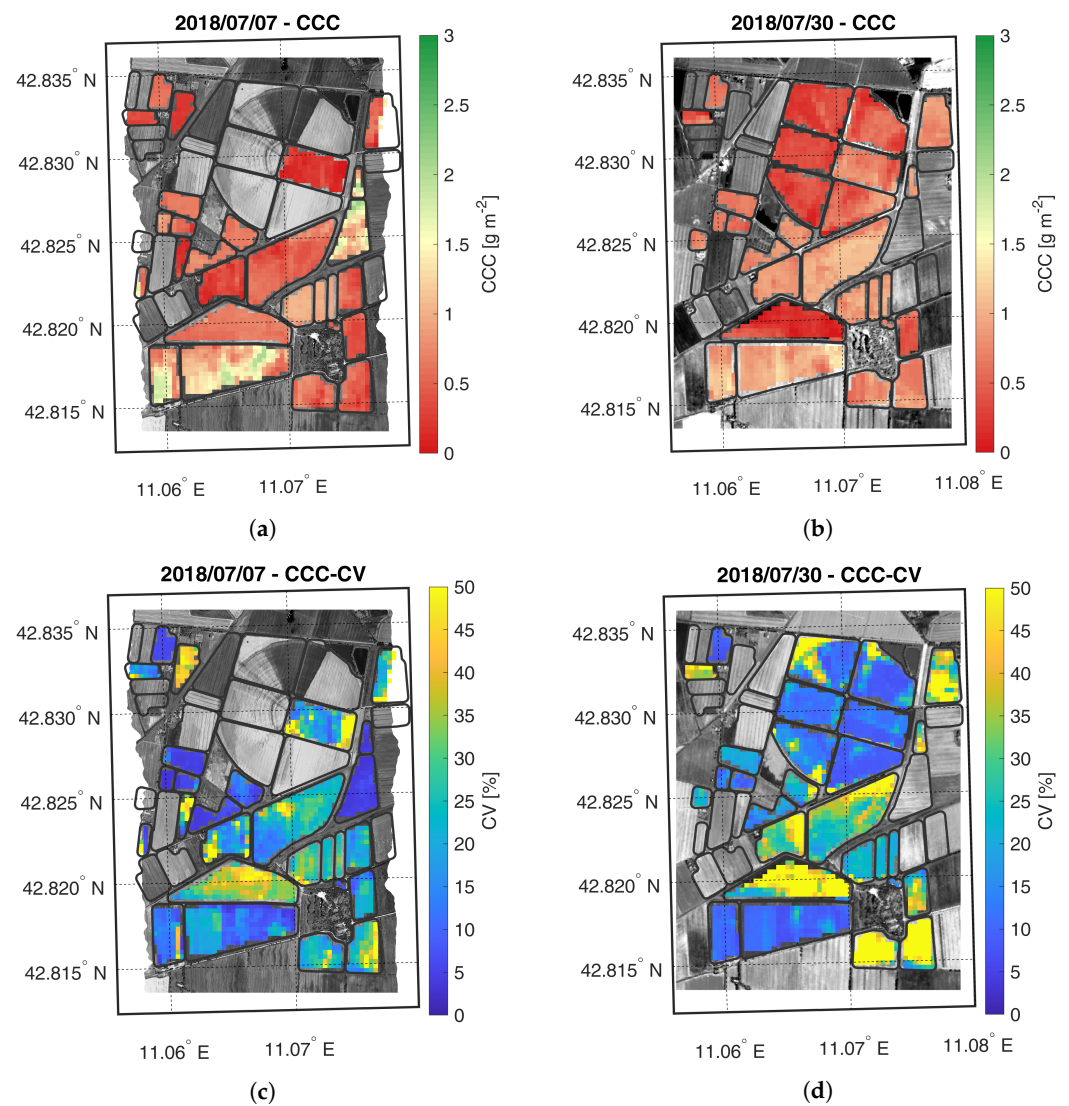 2018/07/07 - CCC
42.835° N
42.830° N
42.825° N
42.820° N
42.815° N
11.06° E
11.07° E
3
2.5
2
1.5
1
0.5
0
CCC [g m-2]
(a)
2018/07/30 - CCC
42.835° N
42.830° N
42.825° N
42.820° N
42.815° N
11.06° E
11.07° E
11.08° E
3
2.5
2
1.5
1
0.5
0
CCC [g m-2]
(b)
2018/07/07 - CCC-CV
42.835° N
42.830° N
42.825° N
42.820° N
42.815° N
11.06° E
11.07° E
50
45
40
35
30
25
20
15
10
5
0
CV [%]
(c)
2018/07/30 - CCC-CV
42.835° N
42.830° N
42.825° N
42.820° N
42.815° N
11.06° E
11.07° E
11.08° E
50
45
40
35
30
25
20
15
10
5
0
CV [%]
(d)